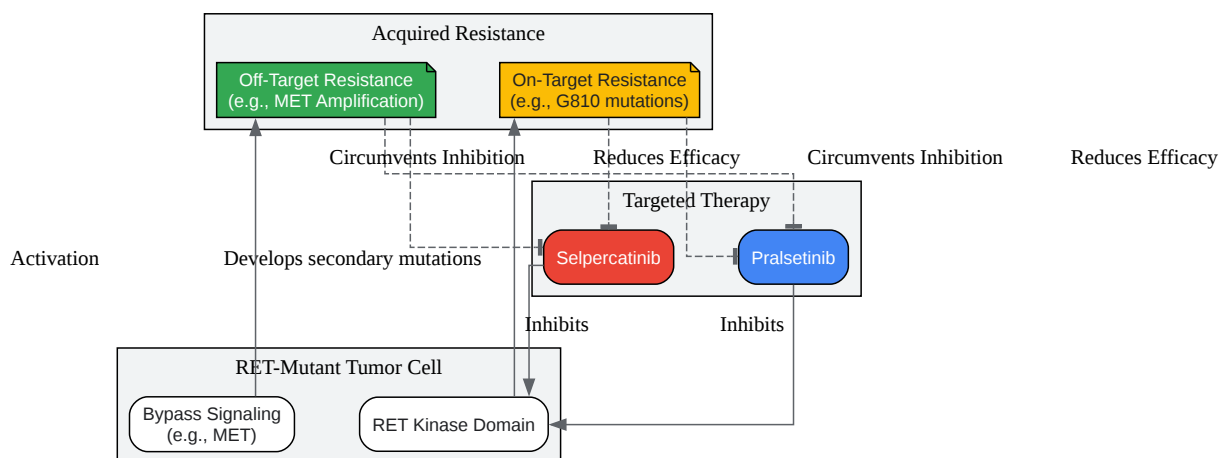 Acquired Resistance
Off-Target Resistance
(e.g., MET Amplification)
On-Target Resistance
(e.g., G810 mutations)
Circumvents Inhibition
Reduces Efficacy
Circumvents Inhibition
Reduces Efficacy
Targeted Therapy
Activation
Develops secondary mutations
Selpercatinib
Pralsetinib
Inhibits
Inhibits
RET-Mutant Tumor Cell
Bypass Signaling
(e.g., MET)
RET Kinase Domain